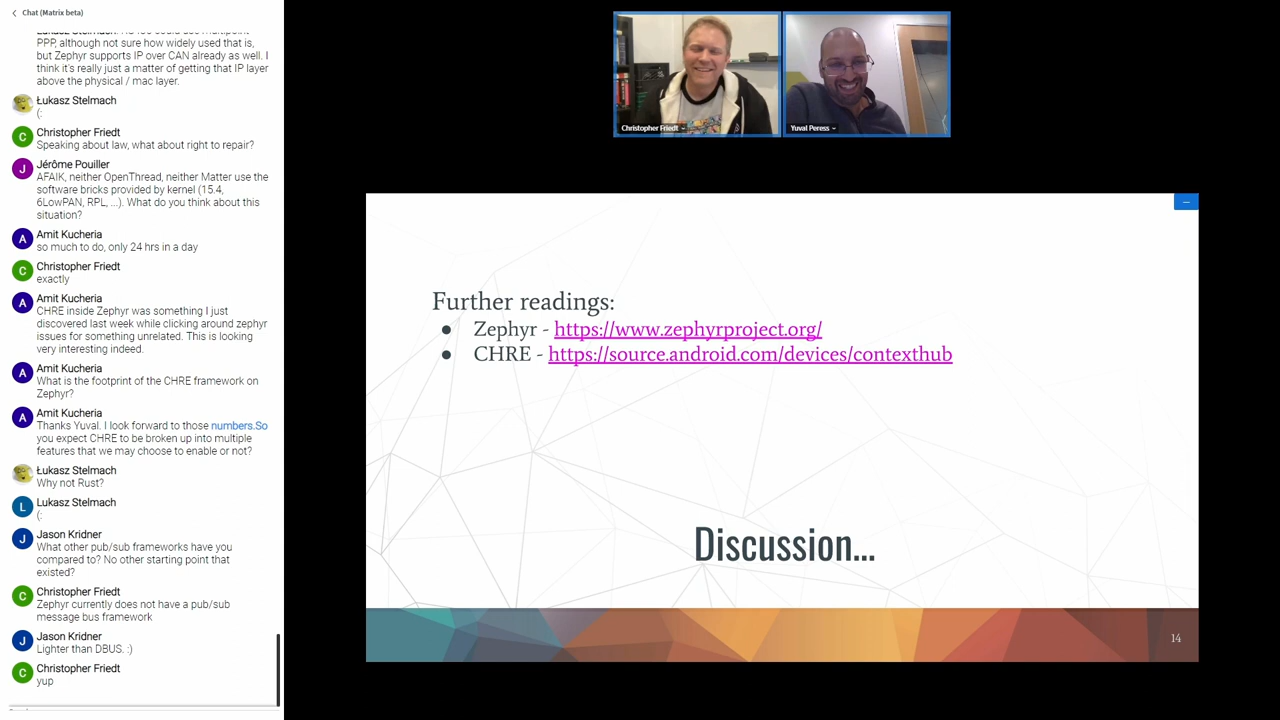 Chat (Matrix beta)
PPP, although not sure how widely used that is,
but Zephyr supports IP over CAN already as well. I
think it's really just a matter of getting that IP layer
above the physical / mac layer.
Łukasz Stelmach
(:
Christopher Friedt
Speaking about law, what about right to repair?
Jérôme Pouiller
AFAIK, neither OpenThread, neither Matter use the
software bricks provided by kernel (15.4,
6LowPAN, RPL, ...). What do you think about this
situation?
Amit Kucheria
so much to do, only 24 hrs in a day
Christopher Friedt
exactly
Amit Kucheria
CHRE inside Zephyr was something I just
discovered last week while clicking around zephyr
issues for something unrelated. This is looking
very interesting indeed.
Amit Kucheria
What is the footprint of the CHRE framework on
Zephyr?
Amit Kucheria
Thanks Yuval. I look forward to those numbers.So
you expect CHRE to be broken up into multiple
features that we may choose to enable or not?
Łukasz Stelmach
Why not Rust?
Lukasz Stelmach
(:
Jason Kridner
What other pub/sub frameworks have you
compared to? No other starting point that
existed?
Christopher Friedt
Zephyr currently does not have a pub/sub
message bus framework
Jason Kridner
Lighter than DBUS. :)
Christopher Friedt
yup
Christopher Friedt
Yuval Peress
Further readings:
● Zephyr - https://www.zephyrproject.org/
● CHRE - https://source.android.com/devices/contexthub
Discussion...
14